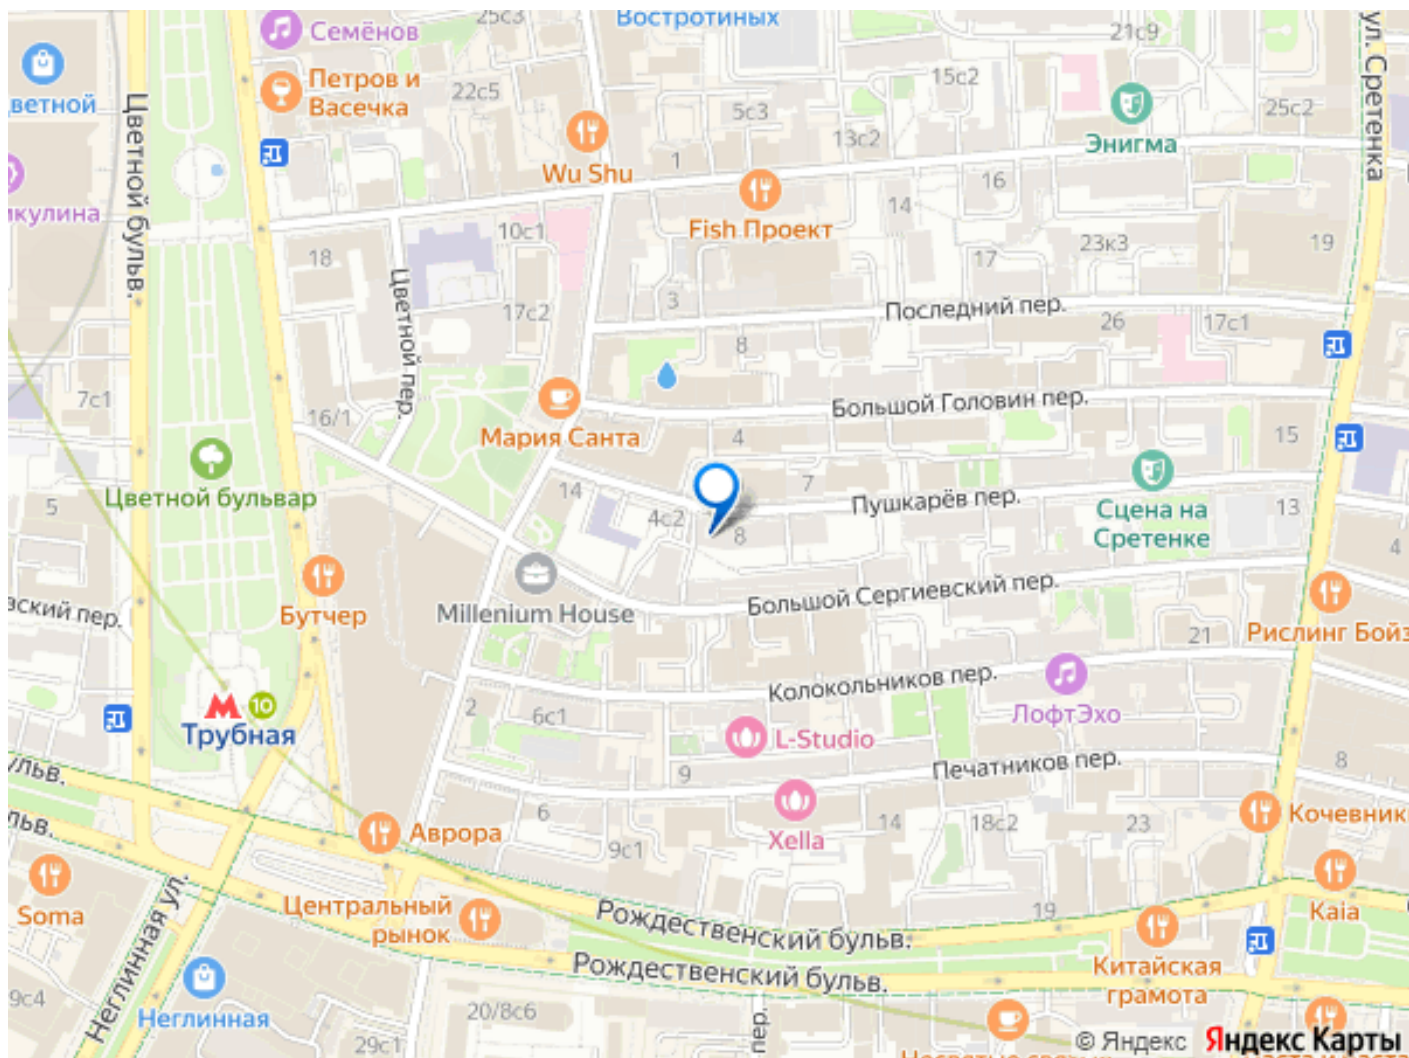 25с3
Семёнов
Востротиных
21с9
ул. Сретенка
Петров и
Васечка
22с5
15с2
5с3
25с2
ветной
Цветной бульв.
13с2
Энигма
Wu Shu
1
16
икулина
14
Fish Проект
10с1
23к3
19
18
17
Цветной пер.
17с2
3
Последний пер.
26
17с1
8
7с1
16/1
Большой Головин пер.
Мария Санта
4
15
Цветной бульвар
14
7
Пушкарёв пер.
5
4с2
8
Сцена на
Сретенке
13
4
Millenium House
Большой Сергиевский пер.
вский пер.
Бутчер
21
Рислинг Бойз
Колокольников пер.
10
Трубная
2
6с1
ЛофтЭхо
L-Studio
ульв.
9
Печатников пер.
8
Xella
6
14
18с2
23
Кочевник
льв.
Аврора
9с1
Soma
Неглинная ул.
Центральный
рынок
Рождественский бульв.
19
Kaia
Рождественский бульв.
Китайская
грамота
9с4
Неглинная
20/8с6
29с1
пер.
© Яндекс Яндекс Карты